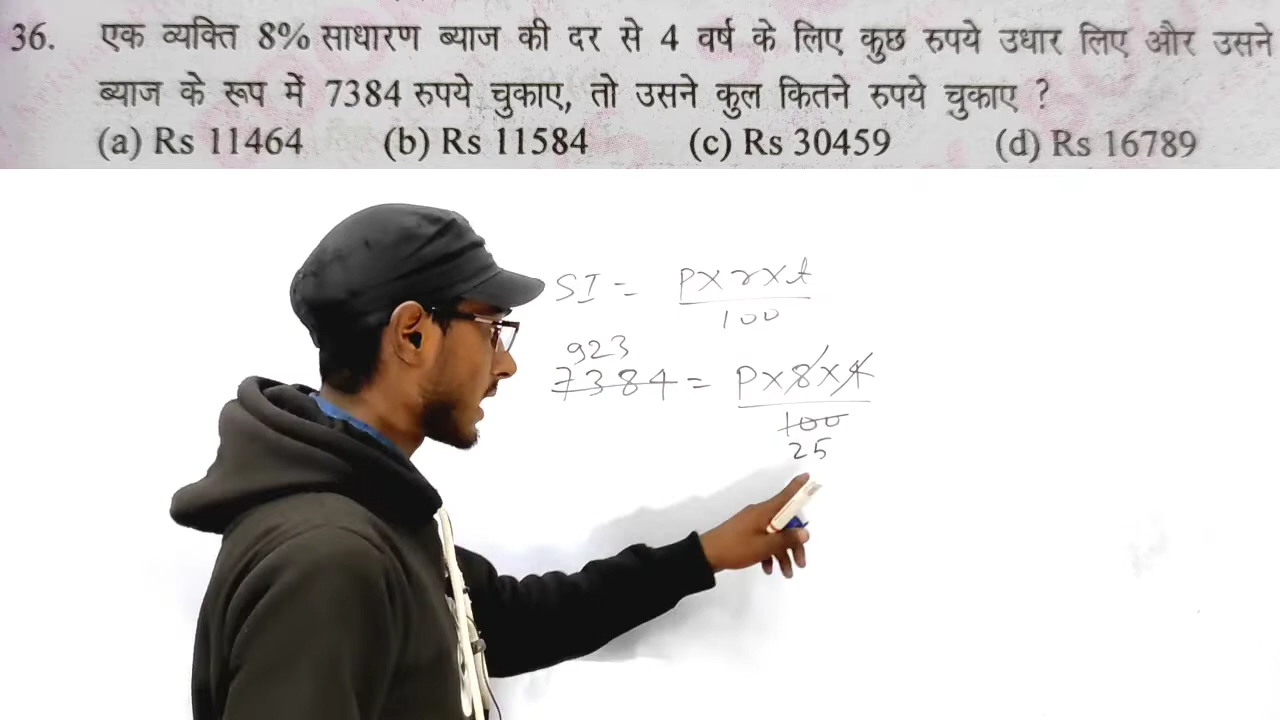 36. एक व्यक्ति 8% साधारण ब्याज की दर से 4 वर्ष के लिए कुछ रुपये उधार लिए और उसने
ब्याज के रूप में 7384 रुपये चुकाए, तो उसने कुल कितने रुपये चुकाए ?
(a) Rs 11464 (b) Rs 11584 (c) Rs 30459 (d) Rs 16789
SI = P×r×t
100
923
7384 = P×8×4
100
25